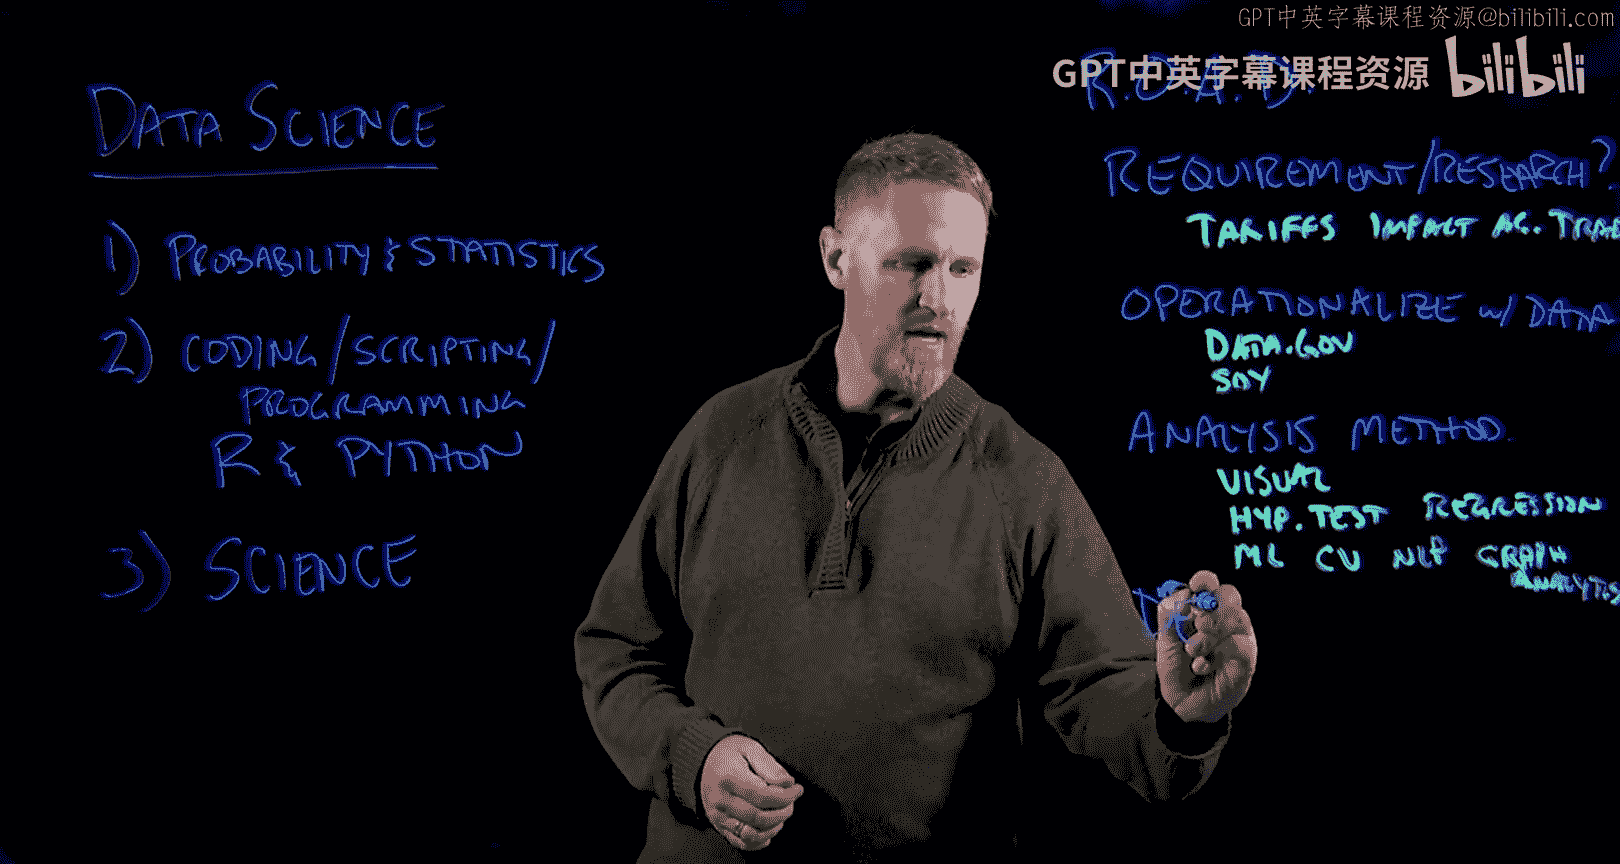 GPT中英字幕课程资源@bilibili.com
GPT中英字幕课程资源 bilibili
DATA SCIENCE
1) PROBABILITY & STATISTICS
2) CODING/SCRIPTING/
PROGRAMMING
R & PYTHON
3) SCIENCE
R.O.A.D.
REQUIREMENT/RESEARCH?
TARIFFS IMPACT AG. TRAD
OPERATIONALIZE W/ DATA
DATA.GOV
SOY
ANALYSIS METHOD.
VISUAL
HYP. TEST REGRESSION
ML CV NLP GRAPH
ANALYTICS